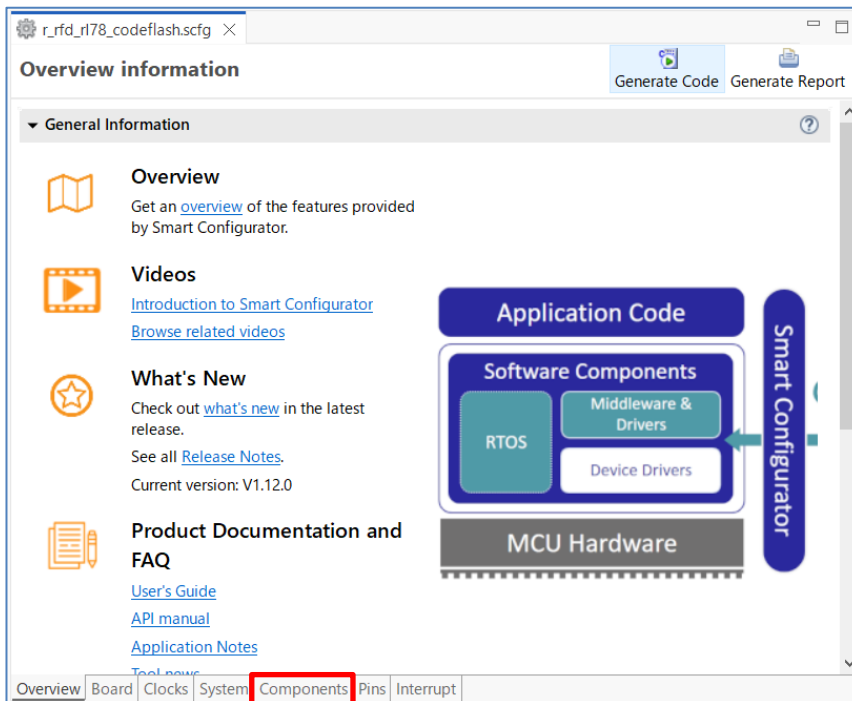 r_rfd_rl78_codeflash.scfg
Overview information
Generate Code
Generate Report
General Information
Overview
Get an overview of the features provided
by Smart Configurator.
Videos
Introduction to Smart Configurator
Browse related videos
What's New
Check out what's new in the latest
release.
See all Release Notes.
Current version: V1.12.0
Product Documentation and
FAQ
User's Guide
API manual
Application Notes
Tool news
Application Code
Software Components
RTOS
Middleware &
Drivers
Device Drivers
MCU Hardware
Smart Configurator
Overview
Board
Clocks
System
Components
Pins
Interrupt